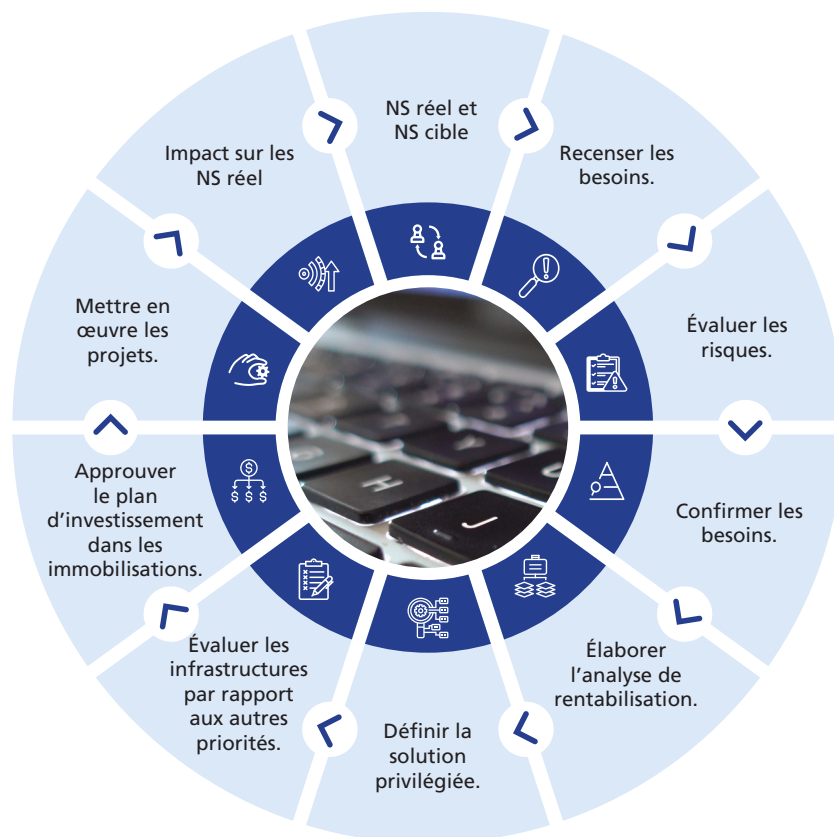 NS réel et
NS cible
Recenser les
besoins.
Évaluer les
risques.
Confirmer les
besoins.
Élaborer
l’analyse de
rentabilisation.
Définir la
solution
privilégiée.
Évaluer les
infrastructures
par rapport
aux autres
priorités.
Approuver
le plan
d’investissement
dans les
immobilisations.
Mettre en
œuvre les
projets.
Impact sur les
NS réel
H
J
Y